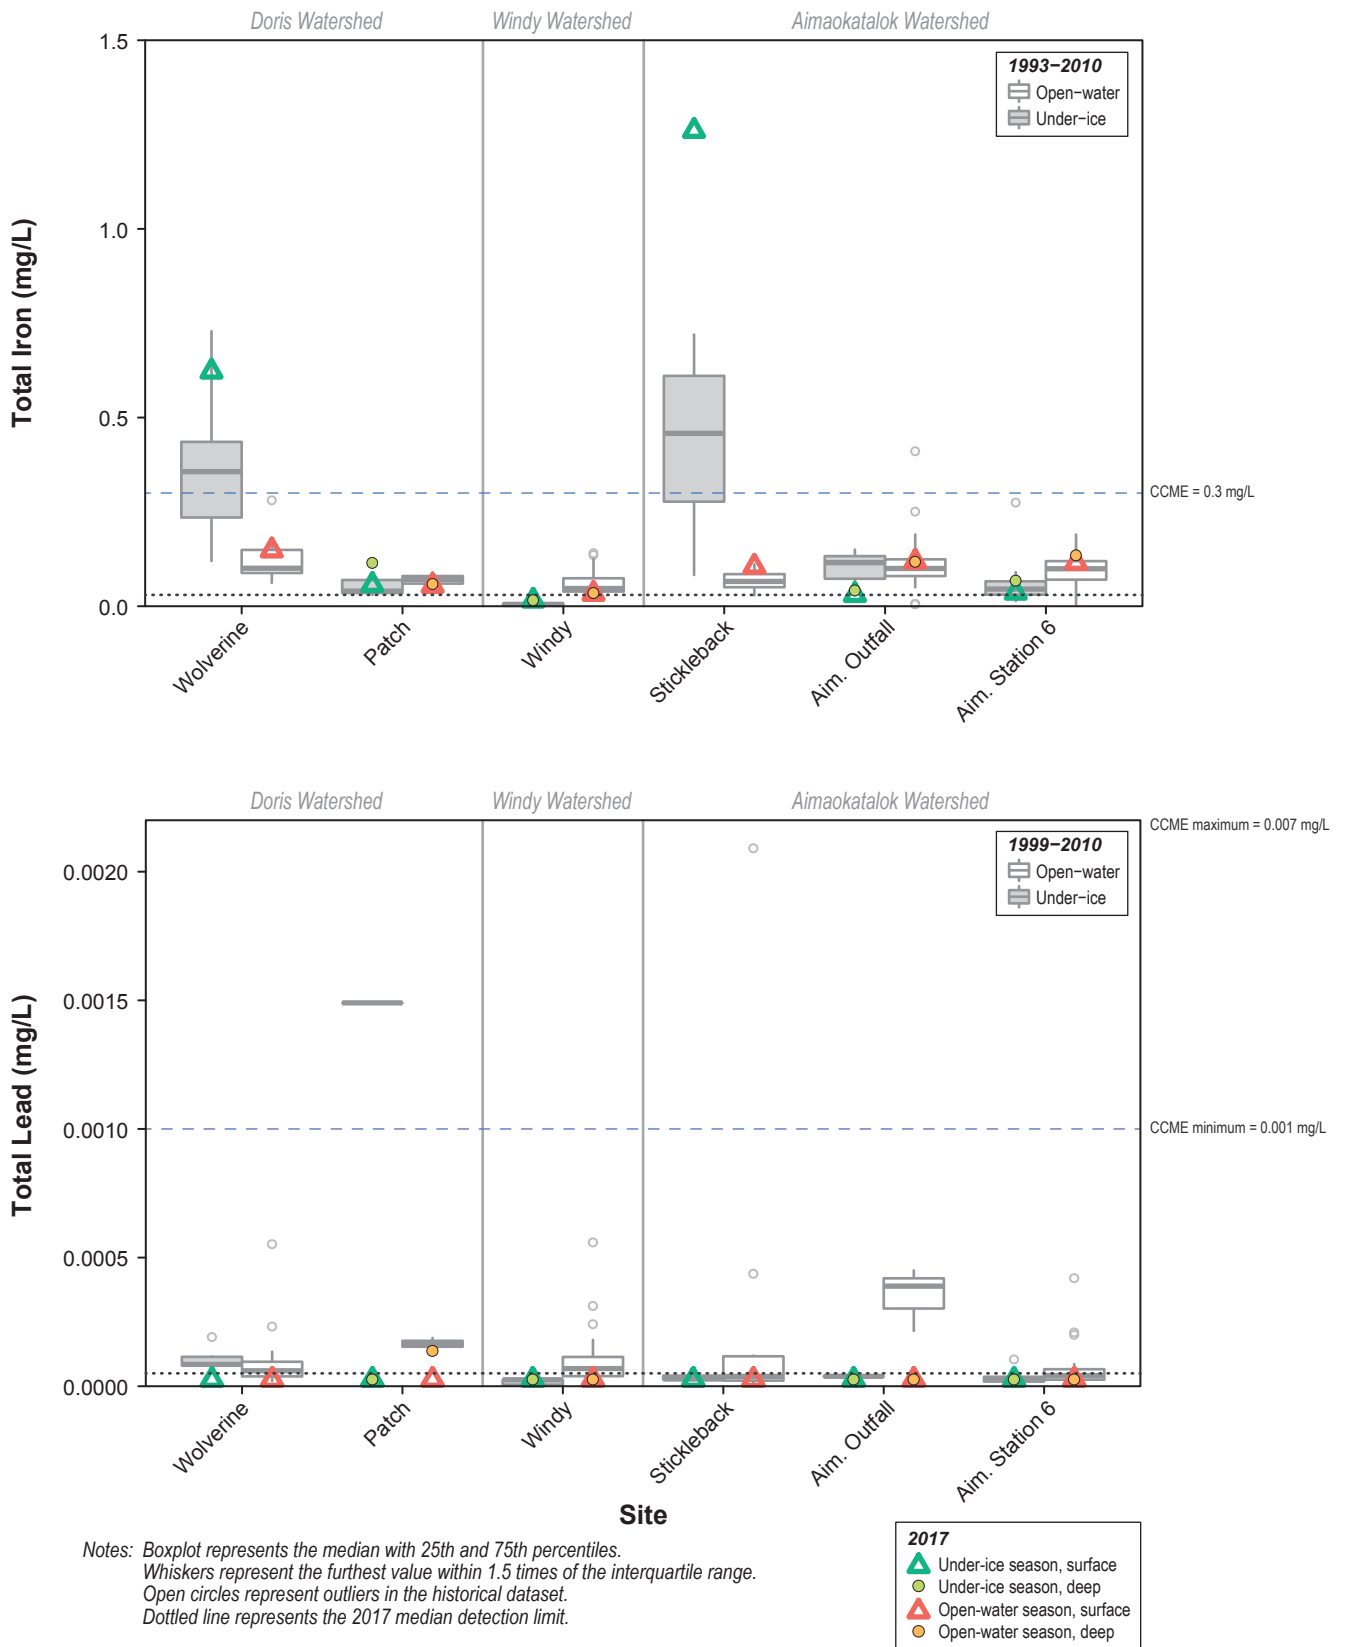 Doris Watershed
Windy Watershed
Aimaokatalok Watershed
Total Iron (mg/L)
1.5
1.0
0.5
0.0
1993−2010
Open−water
Under−ice
CCME = 0.3 mg/L
Wolverine
Patch
Windy
Stickleback
Aim. Outfall
Aim. Station 6
Doris Watershed
Windy Watershed
Aimaokatalok Watershed
Total Lead (mg/L)
0.0020
0.0015
0.0010
0.0005
0.0000
1999−2010
Open−water
Under−ice
CCME maximum = 0.007 mg/L
CCME minimum = 0.001 mg/L
Wolverine
Patch
Windy
Stickleback
Aim. Outfall
Aim. Station 6
Site
Notes: Boxplot represents the median with 25th and 75th percentiles.
Whiskers represent the furthest value within 1.5 times of the interquartile range.
Open circles represent outliers in the historical dataset.
Dotted line represents the 2017 median detection limit.
2017
Under−ice season, surface
Under−ice season, deep
Open−water season, surface
Open−water season, deep